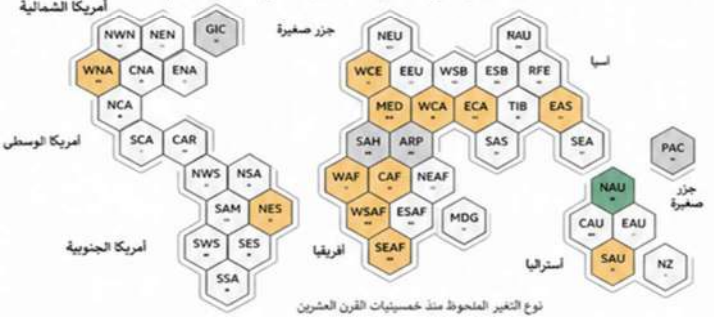 أمريكا الشمالية
NWN NEN GIC
WNA CNA ENA
NCA
أمريكا الوسطى
SCA CAR
NWS NSA
SAM NES
أمريكا الجنوبية
SWS SES
SSA
جزر صغيرة
NEU RAU
أسيا
WCE EEU WSB ESB RFE
MED WCA ECA TIB EAS
SAH ARP SAS SEA
WAF CAF NEAF
WSAF ESAF MDG
أفريقيا
SEAF
PAC
جزر
صغيرة
NAU
CAU EAU
أستراليا
SAU NZ
نوع التغير الملحوظ منذ خمسينيات القرن العشرين